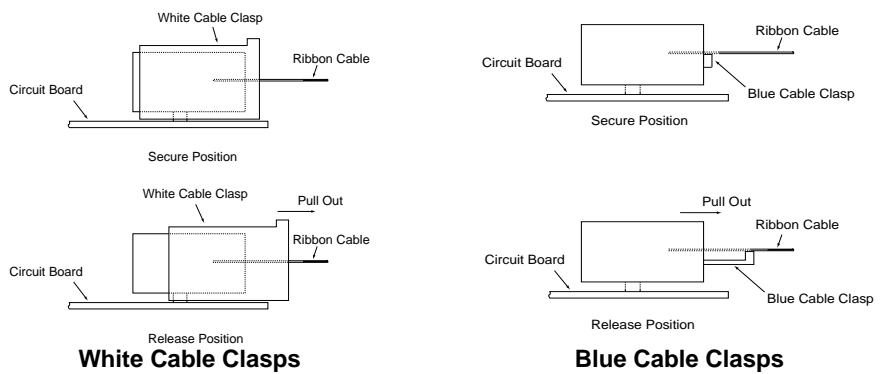 White Cable Clasp
Ribbon Cable
Circuit Board
Secure Position
White Cable Clasp
Pull Out
Ribbon Cable
Circuit Board
Release Position
White Cable Clasps
Ribbon Cable
Circuit Board
Blue Cable Clasp
Secure Position
Pull Out
Ribbon Cable
Circuit Board
Blue Cable Clasp
Release Position
Blue Cable Clasps